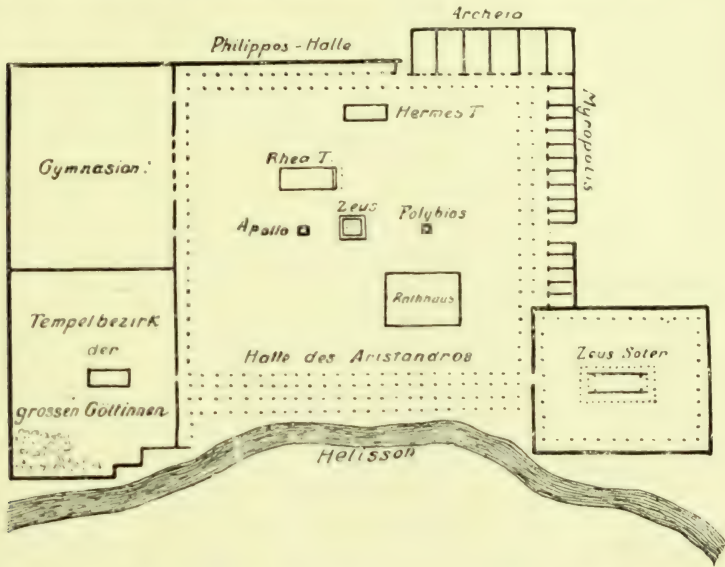 Archeia
Philippos-Halle
Hermes T
Myropolis
Gymnasion.
Rhea T.
Zeus
Polybios
Apollo
Rathhaus
Tempelbezirk
der
grossen Göttinnen
Halle des Aristandros
Zeus Soter
Helisson